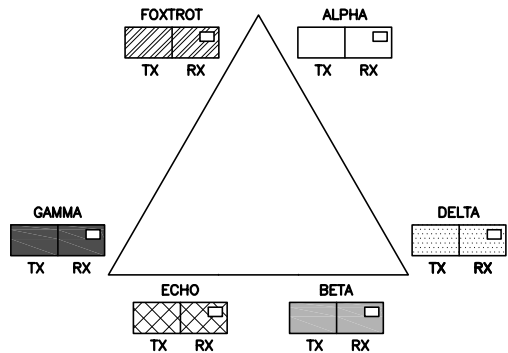 FOXTROT
TX RX
ALPHA
TX RX
GAMMA
TX RX
DELTA
TX RX
ECHO
TX RX
BETA
TX RX